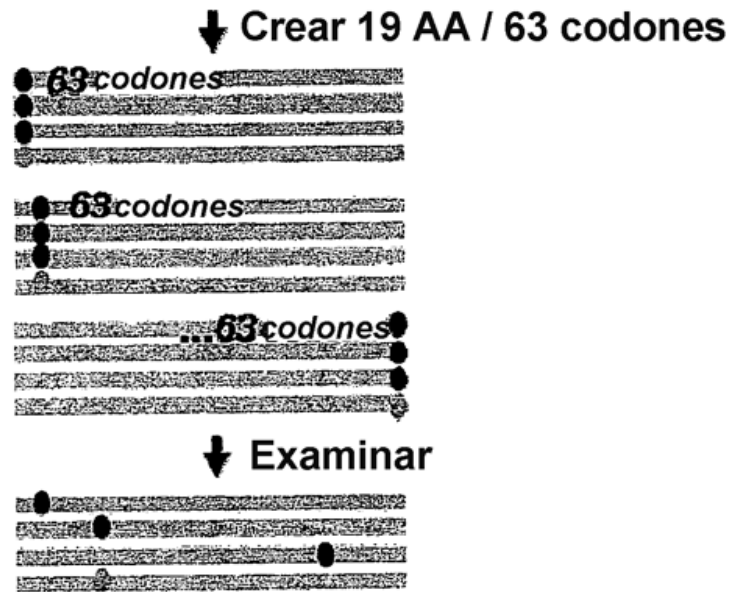 Crear 19 AA / 63 codones
63 codones
63 codones
...63 codones
Examinar